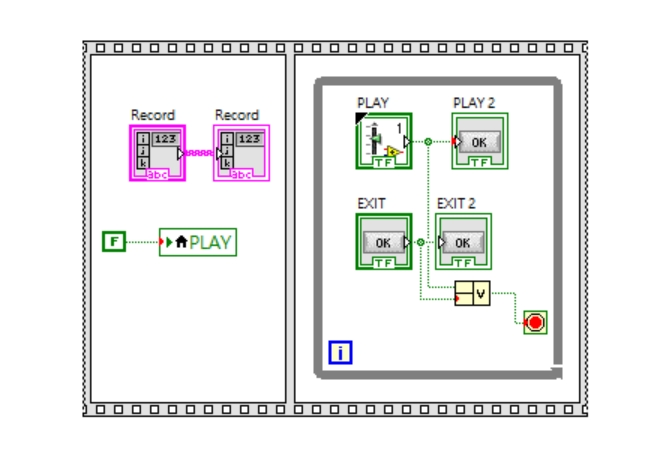 Record Record
123 123
i i
j j
k k
abc abc
F PLAY
PLAY PLAY 2
1 OK
TF TF
EXIT EXIT 2
OK OK
TF TF
V
i